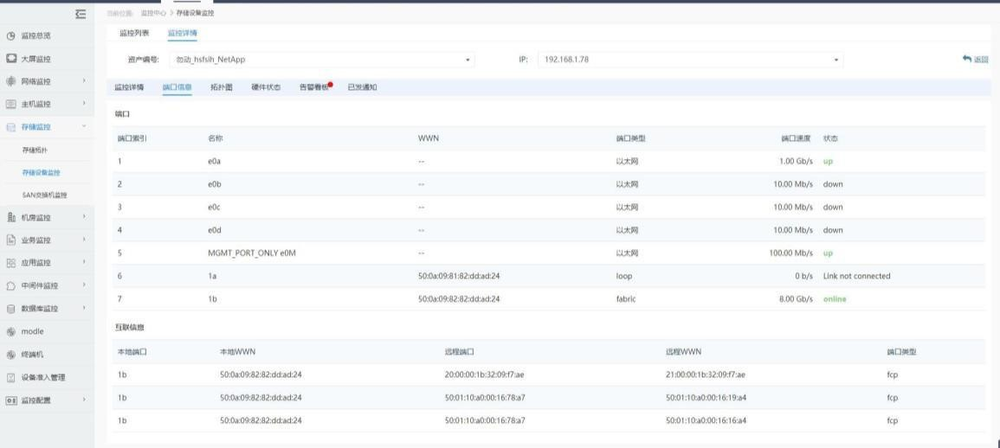 当前位置: 监控中心 > 存储设备监控
监控总览
大屏监控
网络监控
主机监控
存储监控
存储拓扑
存储设备监控
SAN交换机监控
机房监控
业务监控
应用监控
中间件监控
数据库监控
modle
终端机
设备准入管理
监控配置
监控列表 监控详情
资产编号: 勿动_hsfsih_NetApp IP: 192.168.1.78 返回
监控详情 端口信息 拓扑图 硬件状态 告警看板 已发通知
端口
端口索引 名称 WWN 端口类型 端口速度 状态
1 e0a -- 以太网 1.00 Gb/s up
2 e0b -- 以太网 10.00 Mb/s down
3 e0c -- 以太网 10.00 Mb/s down
4 e0d -- 以太网 10.00 Mb/s down
5 MGMT_PORT_ONLY e0M -- 以太网 100.00 Mb/s up
6 1a 50:0a:09:81:82:dd:ad:24 loop 0 b/s Link not connected
7 1b 50:0a:09:82:82:dd:ad:24 fabric 8.00 Gb/s online
互联信息
本地端口 本地WWN 远程端口 远程WWN 端口类型
1b 50:0a:09:82:82:dd:ad:24 20:00:00:1b:32:09:f7:ae 21:00:00:1b:32:09:f7:ae fcp
1b 50:0a:09:82:82:dd:ad:24 50:01:10:a0:00:16:78:a7 50:01:10:a0:00:16:19:a4 fcp
1b 50:0a:09:82:82:dd:ad:24 50:01:10:a0:00:16:78:a7 50:01:10:a0:00:16:16:a4 fcp